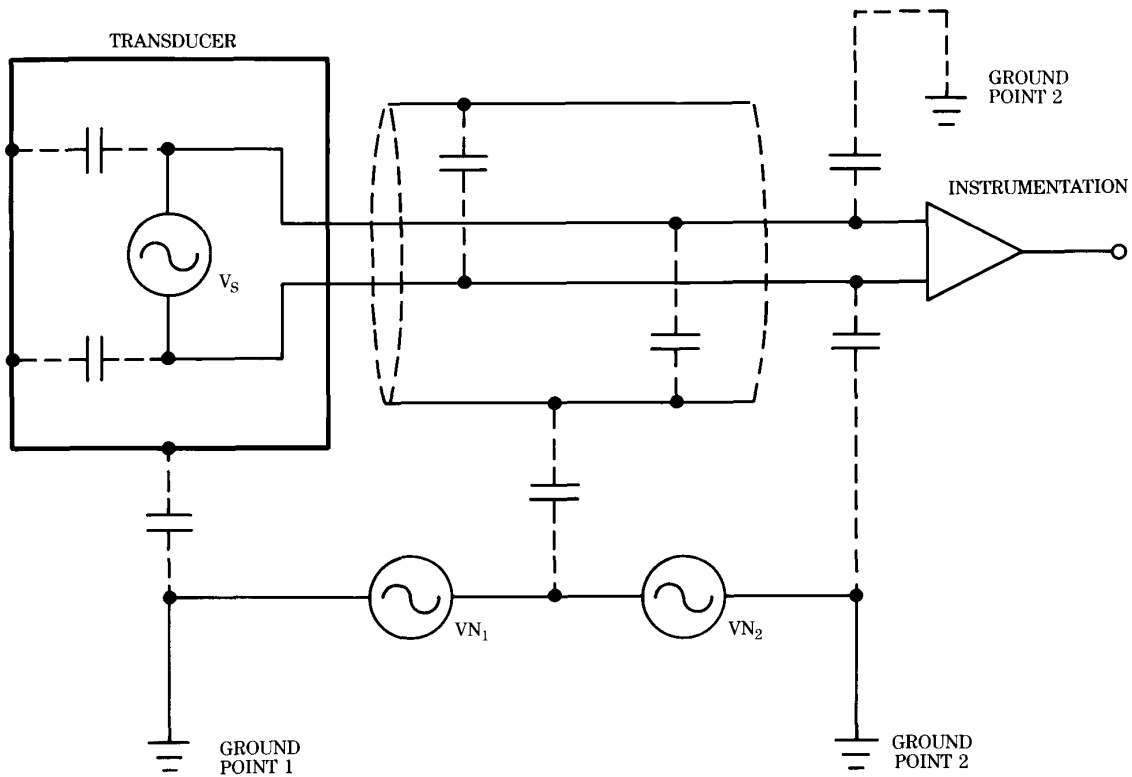 TRANSDUCER
GROUND
POINT 2
INSTRUMENTATION
V_S
VN_1
VN_2
GROUND
POINT 1
GROUND
POINT 2